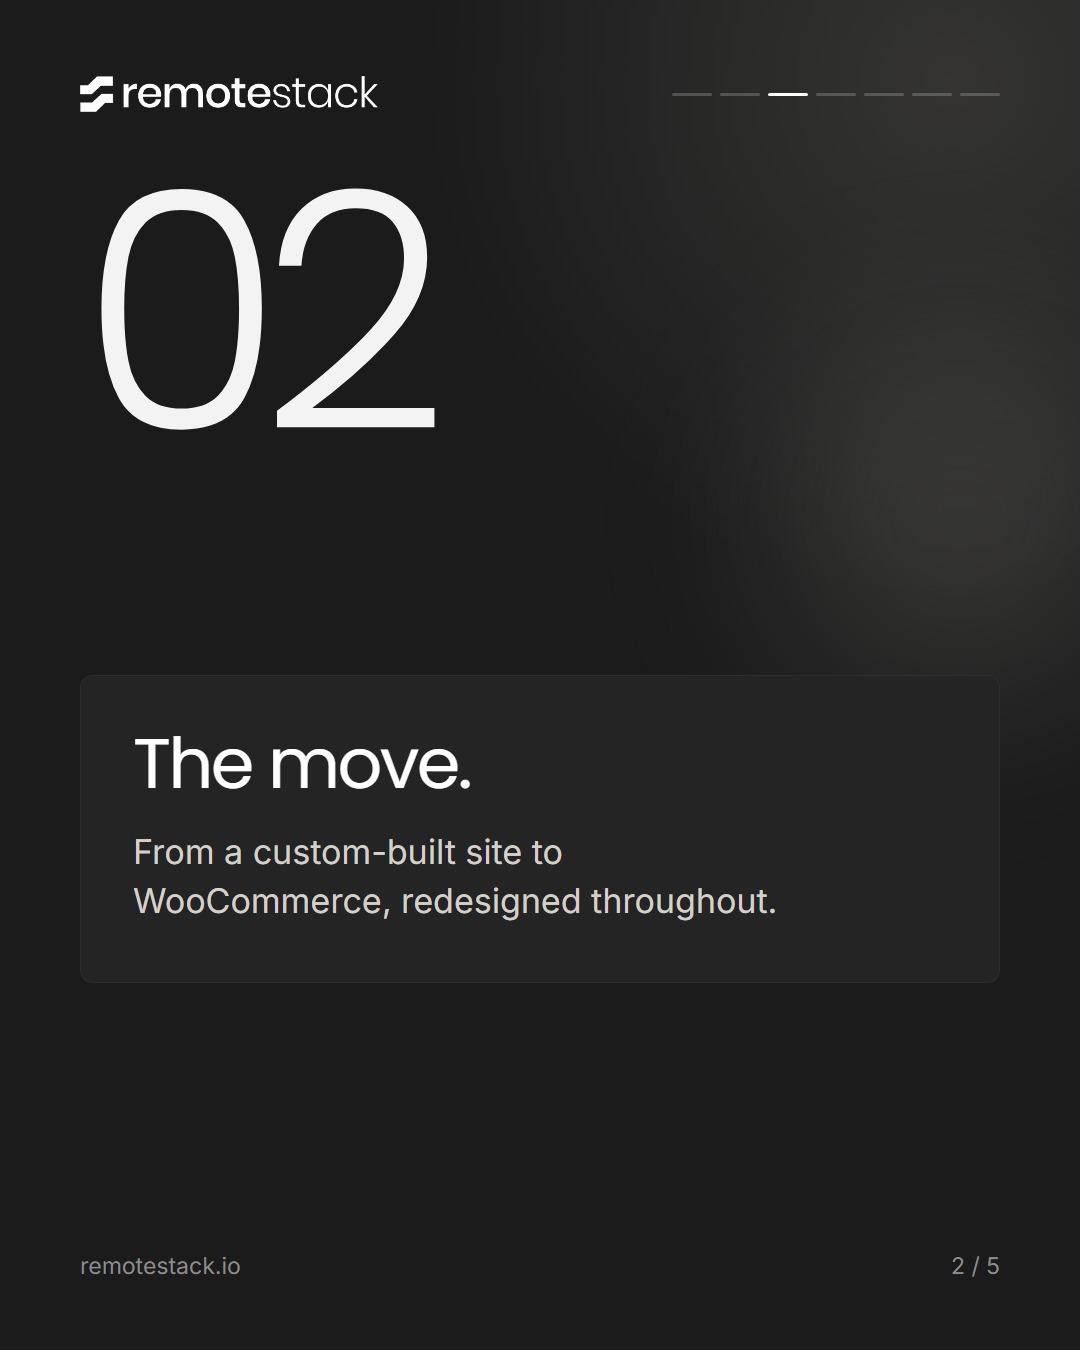 remotestack
02
The move.
From a custom-built site to
WooCommerce, redesigned throughout.
remotestack.io
2 / 5